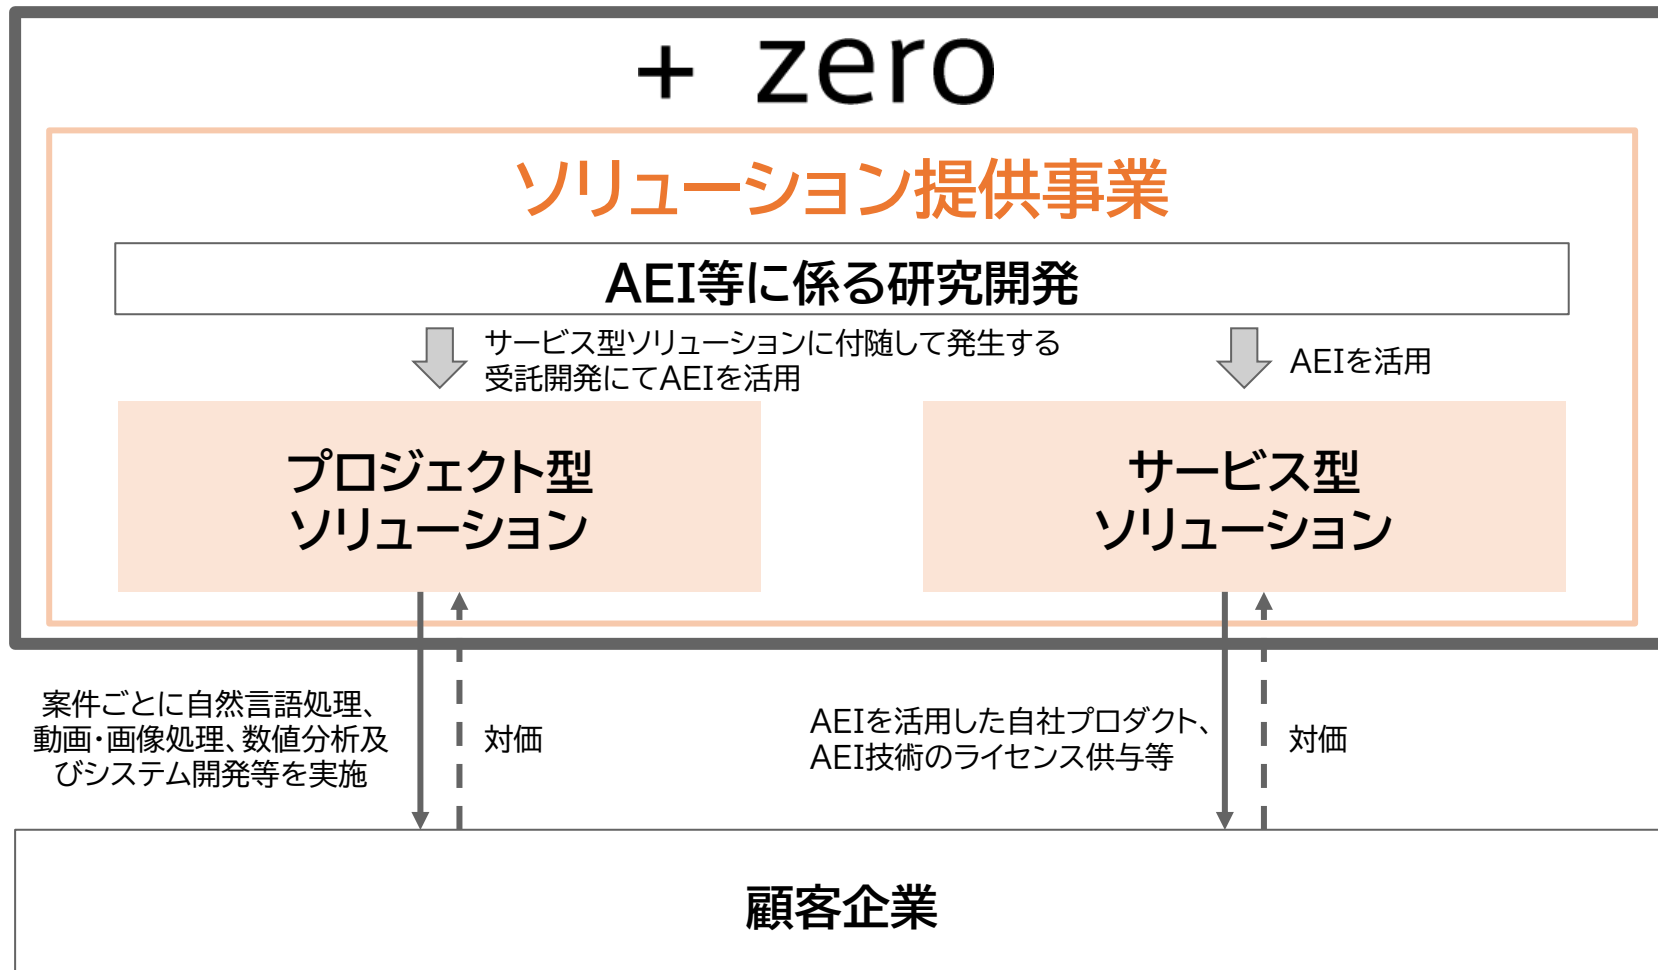 + zero
ソリューション提供事業
AEI等に係る研究開発
サービス型ソリューションに付随して発生する
受託開発にてAEIを活用
AEIを活用
プロジェクト型
ソリューション
サービス型
ソリューション
案件ごとに自然言語処理、
動画・画像処理、数値分析及
びシステム開発等を実施
対価
AEIを活用した自社プロダクト、
AEI技術のライセンス供与等
対価
顧客企業